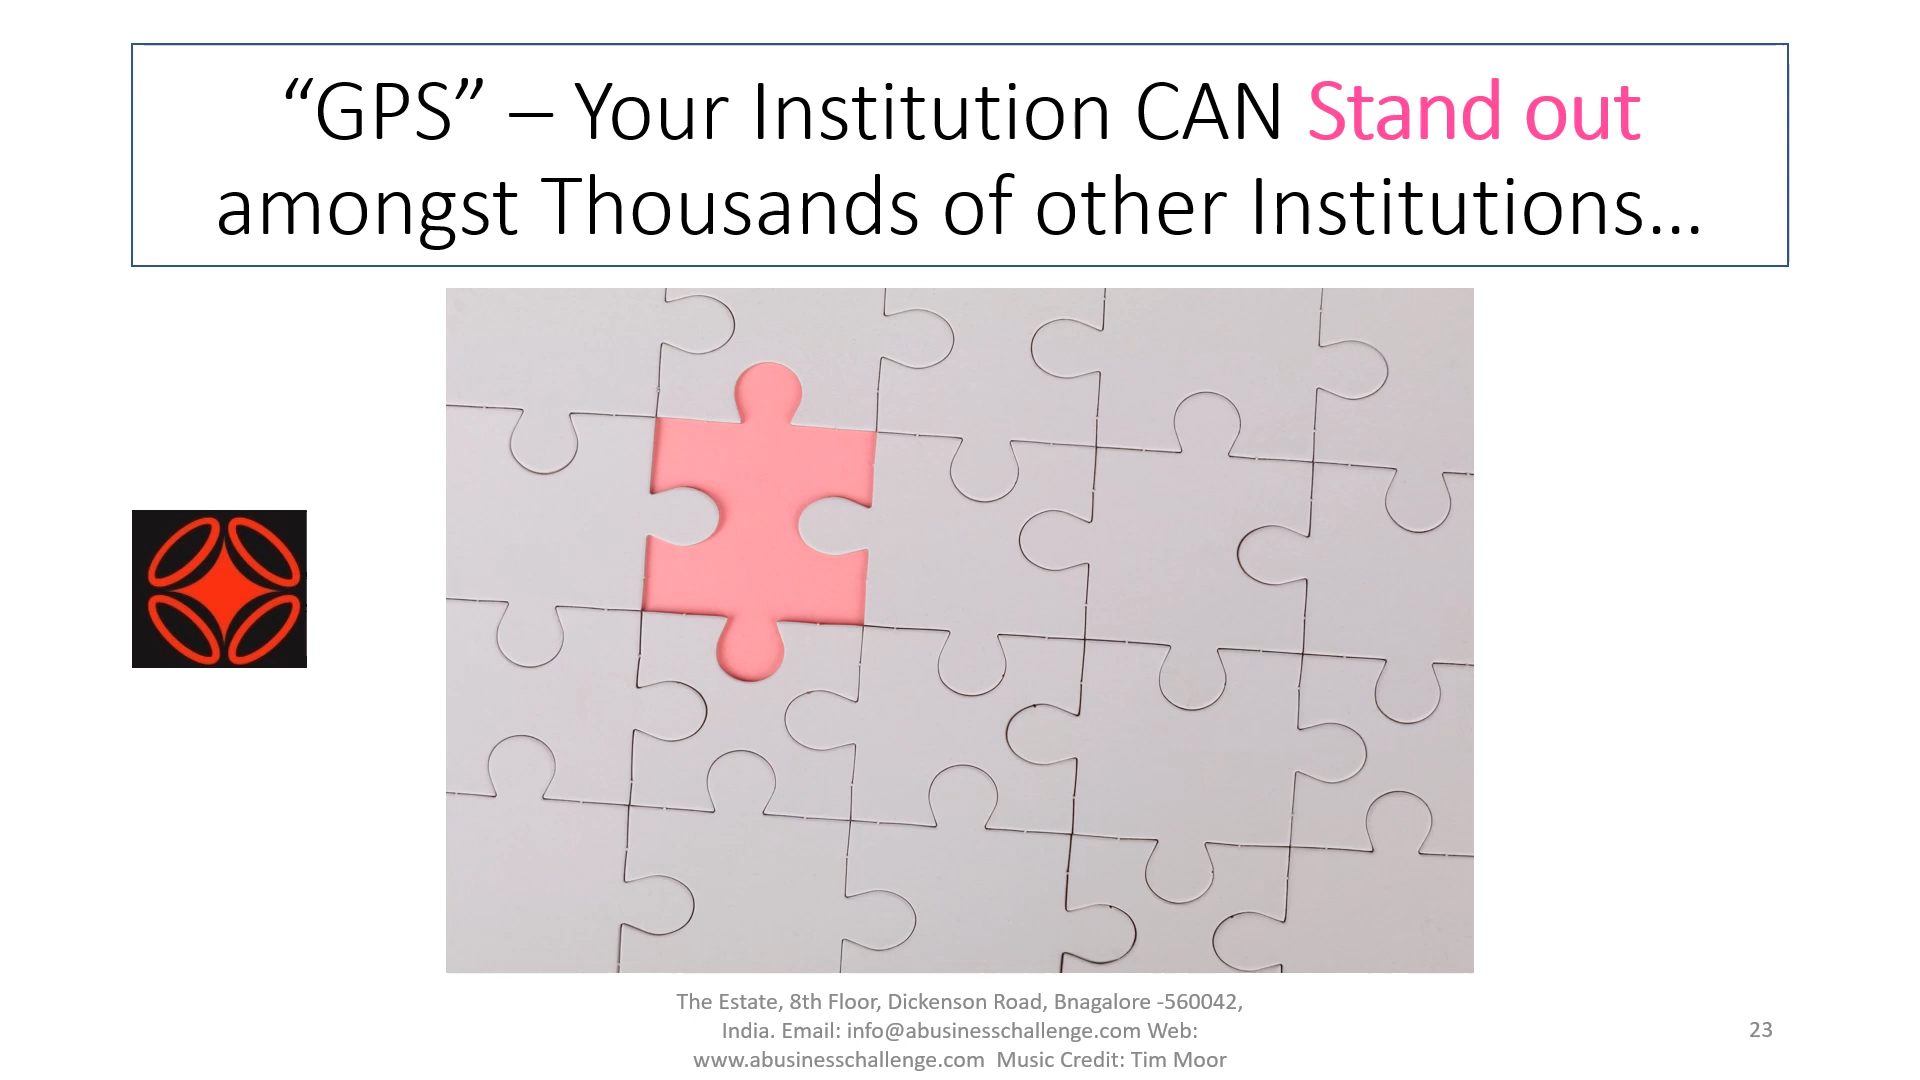 “GPS” – Your Institution CAN Stand out
amongst Thousands of other Institutions...
The Estate, 8th Floor, Dickenson Road, Bnagalore -560042,
India. Email: info@abusinesschallenge.com Web:
www.abusinesschallenge.com  Music Credit: Tim Moor
23